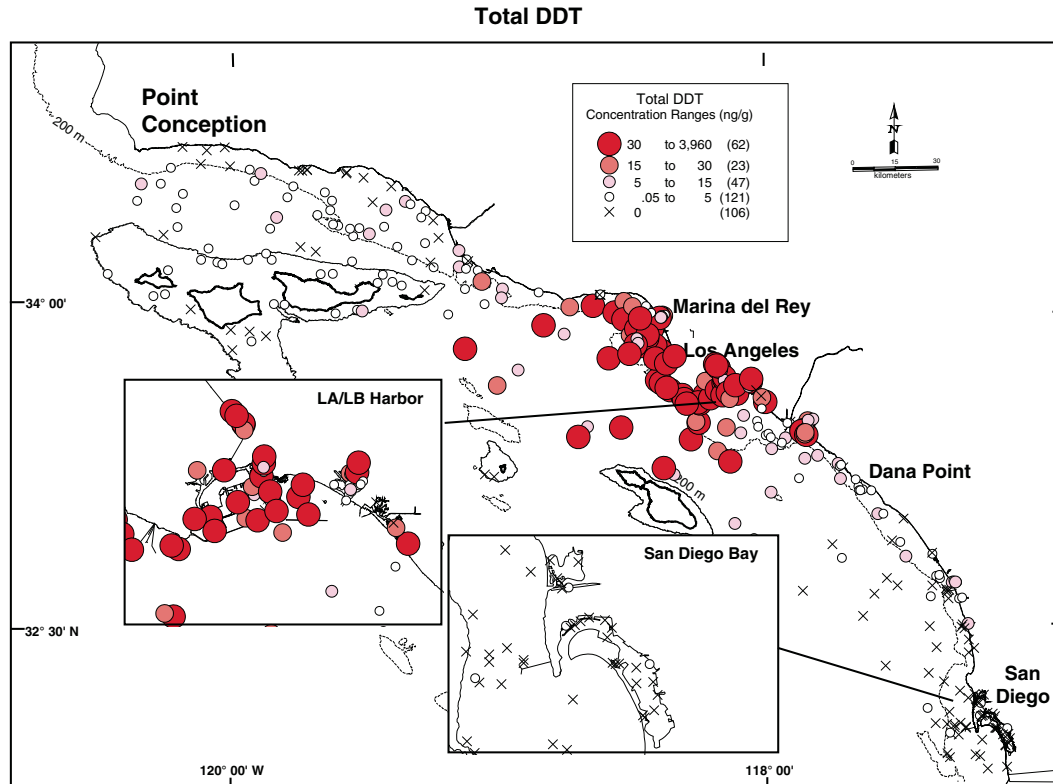 Total DDT
Point
Conception
200 m
Total DDT
Concentration Ranges (ng/g)
30 to 3,960 (62)
15 to 30 (23)
5 to 15 (47)
.05 to 5 (121)
0 (106)
N
0 15 30
kilometers
34° 00'
Marina del Rey
Los Angeles
LA/LB Harbor
Dana Point
200 m
San Diego Bay
32° 30' N
San
Diego
120° 00' W
118° 00'